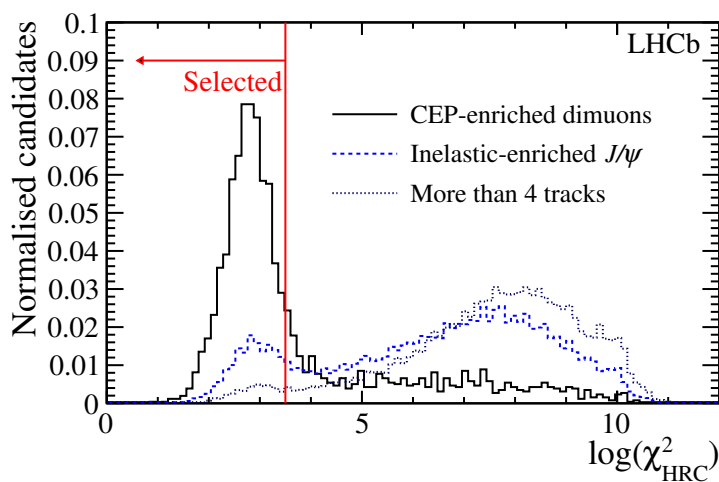 Normalised candidates
0.1
0.09
0.08
0.07
0.06
0.05
0.04
0.03
0.02
0.01
0
LHCb
Selected
CEP-enriched dimuons
Inelastic-enriched J/ψ
More than 4 tracks
0 5 10
log(χ²HRC)